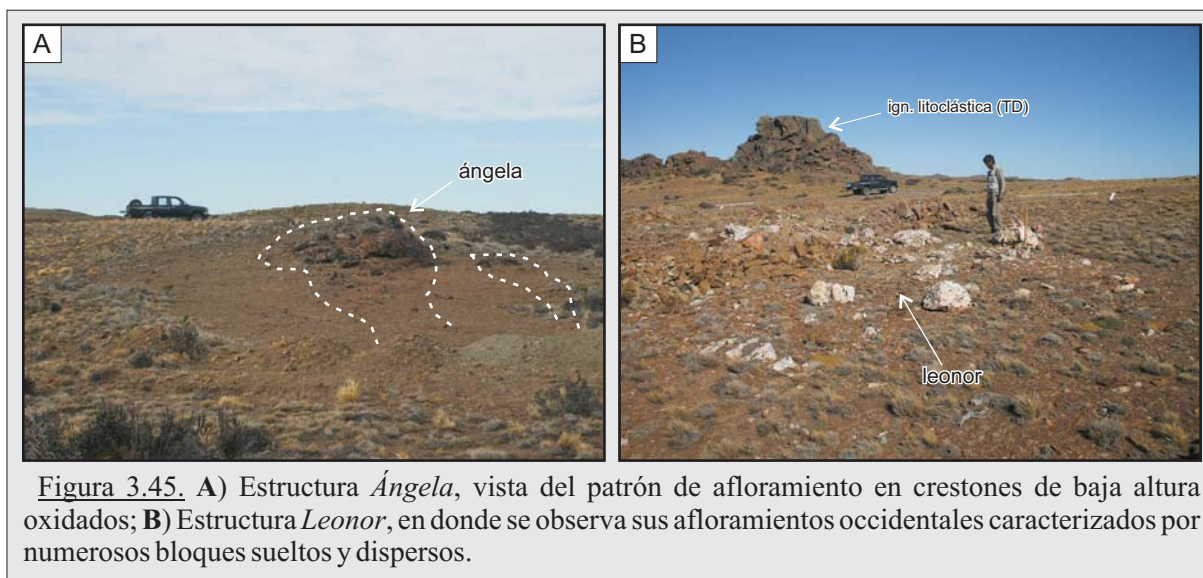 A
B
ign. litoclástica (TD)
ángela
leonor
Figura 3.45. A) Estructura Ángela, vista del patrón de afloramiento en crestones de baja altura
oxidados; B) Estructura Leonor, en donde se observa sus afloramientos occidentales caracterizados por
numerosos bloques sueltos y dispersos.